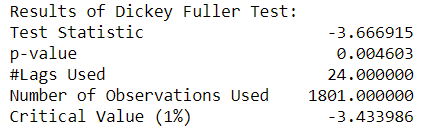 Results of Dickey Fuller Test:
Test Statistic -3.666915
p-value 0.004603
#Lags Used 24.000000
Number of Observations Used 1801.000000
Critical Value (1%) -3.433986